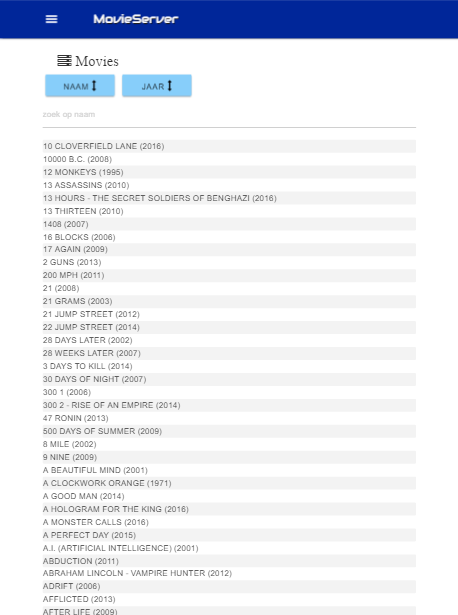 MovieServer
Movies
NAAM JAAR
zoek op naam
10 CLOVERFIELD LANE (2016)
10000 B.C. (2008)
12 MONKEYS (1995)
13 ASSASSINS (2010)
13 HOURS - THE SECRET SOLDIERS OF BENGHAZI (2016)
13 THIRTEEN (2010)
1408 (2007)
16 BLOCKS (2006)
17 AGAIN (2009)
2 GUNS (2013)
200 MPH (2011)
21 (2008)
21 GRAMS (2003)
21 JUMP STREET (2012)
22 JUMP STREET (2014)
28 DAYS LATER (2002)
28 WEEKS LATER (2007)
3 DAYS TO KILL (2014)
30 DAYS OF NIGHT (2007)
300 1 (2006)
300 2 - RISE OF AN EMPIRE (2014)
47 RONIN (2013)
500 DAYS OF SUMMER (2009)
8 MILE (2002)
9 NINE (2009)
A BEAUTIFUL MIND (2001)
A CLOCKWORK ORANGE (1971)
A GOOD MAN (2014)
A HOLOGRAM FOR THE KING (2016)
A MONSTER CALLS (2016)
A PERFECT DAY (2015)
A.I. (ARTIFICIAL INTELLIGENCE) (2001)
ABDUCTION (2011)
ABRAHAM LINCOLN - VAMPIRE HUNTER (2012)
ADRIFT (2006)
AFFLICTED (2013)
AFTER LIFE (2009)